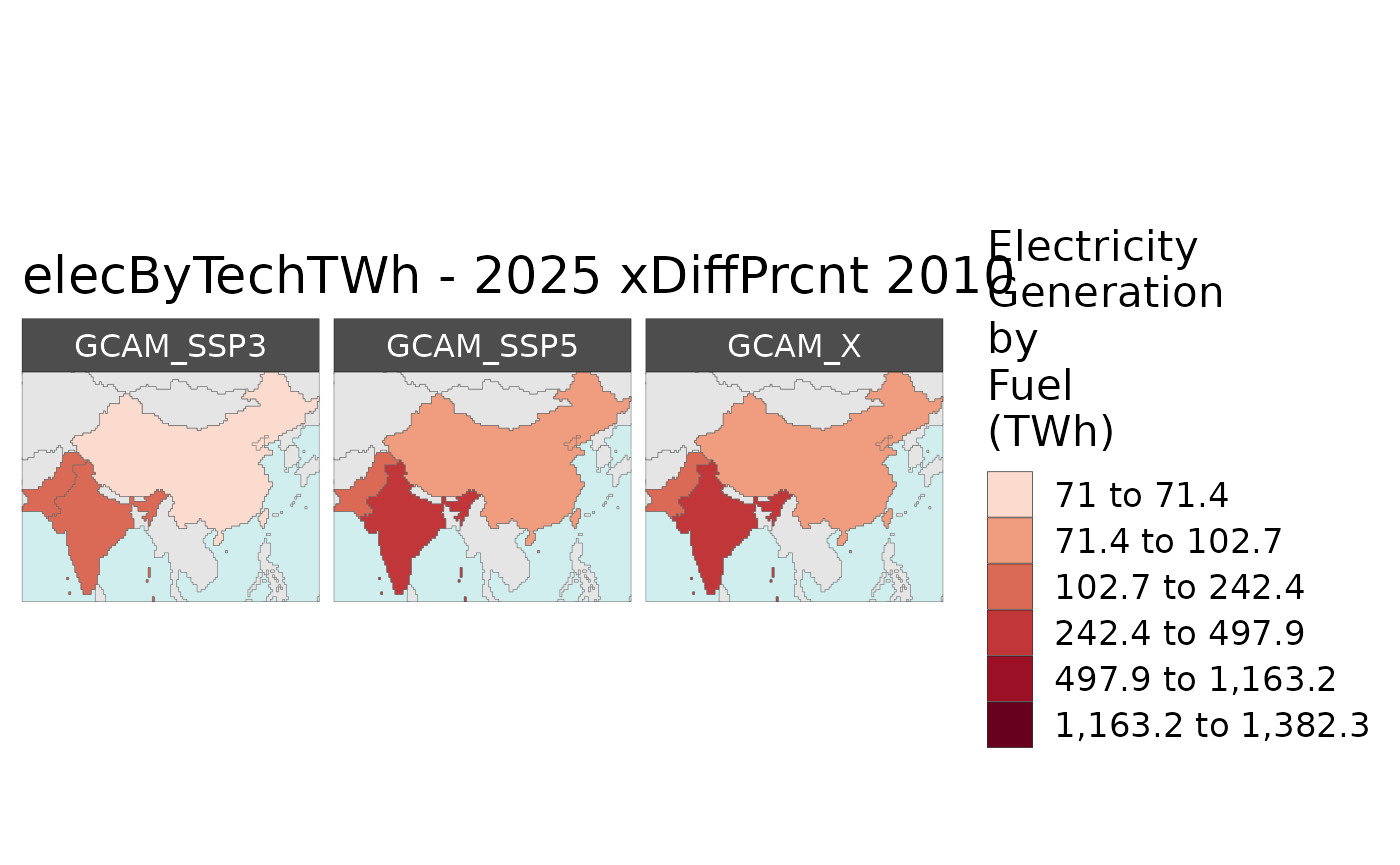 elecByTechTWh - 2025 xDiffPrcnt 2010
GCAM_SSP3
GCAM_SSP5
GCAM_X
Electricity
Generation
by
Fuel
(TWh)
71 to 71.4
71.4 to 102.7
102.7 to 242.4
242.4 to 497.9
497.9 to 1,163.2
1,163.2 to 1,382.3